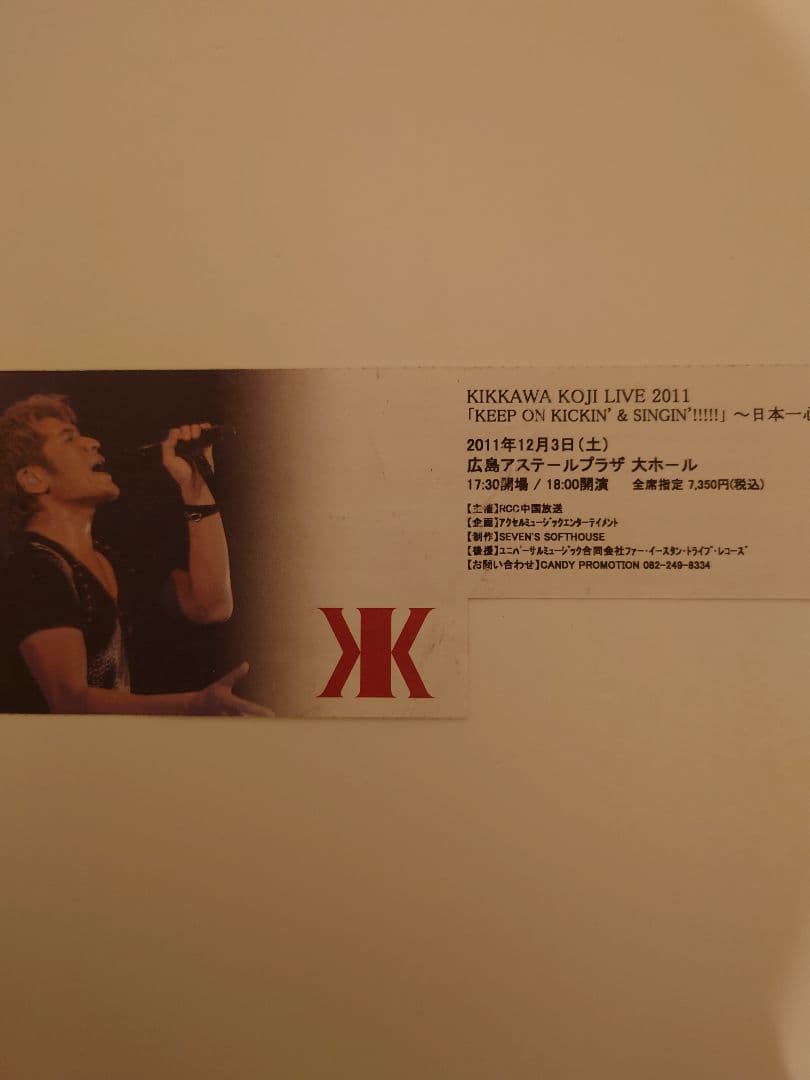 KIKKAWA KOJI LIVE 2011
「KEEP ON KICKIN' & SINGIN'!!!!!」～日本一心
2011年12月3日(土)
広島アステールプラザ 大ホール
17:30開場 / 18:00開演 全席指定 7,350円(税込)
【主催】RCC中国放送
【企画】アクセルミュージックエンターテイメント
【制作】SEVEN'S SOFTHOUSE
【後援】ユニバーサルミュージック合同会社ファー・イースタン・トライブ・レコーズ
【お問い合わせ】CANDY PROMOTION 082-249-8334
KK